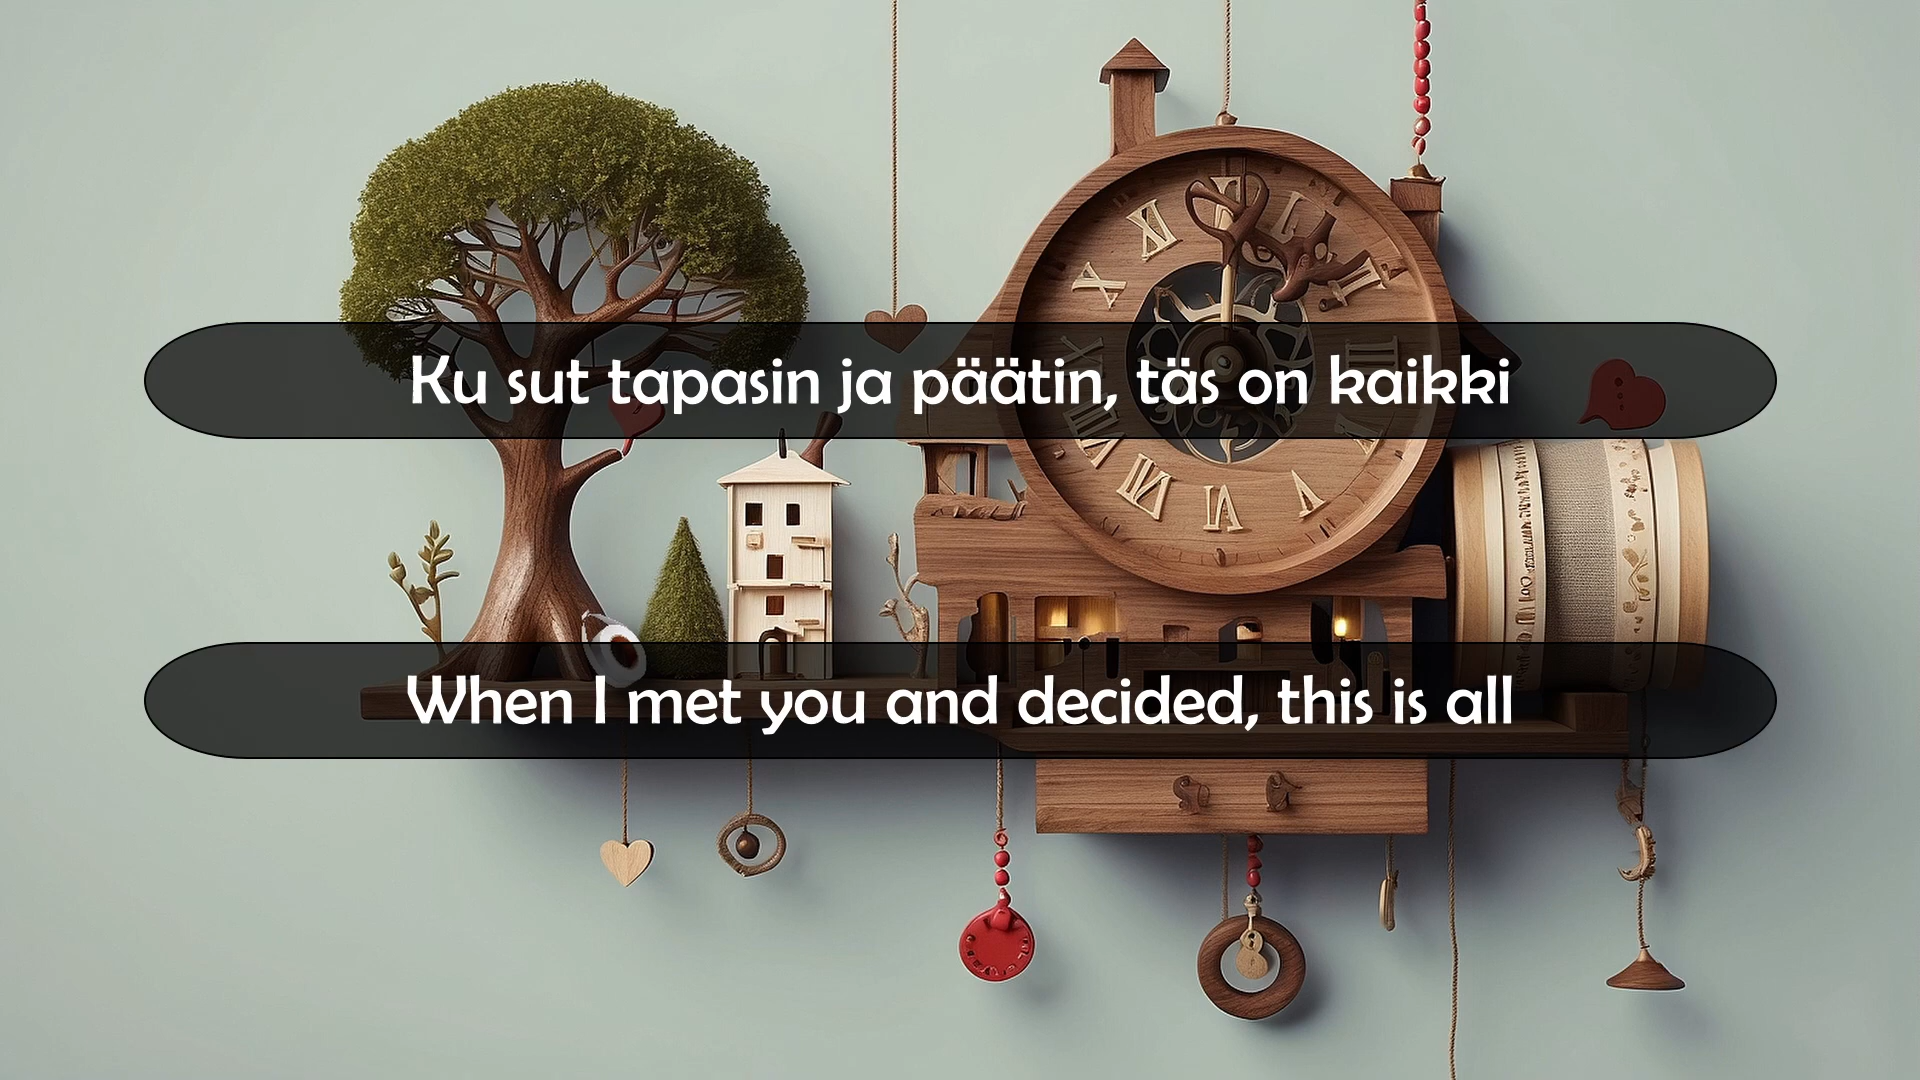 Ku sut tapasin ja päätin, täs on kaikki
When I met you and decided, this is all